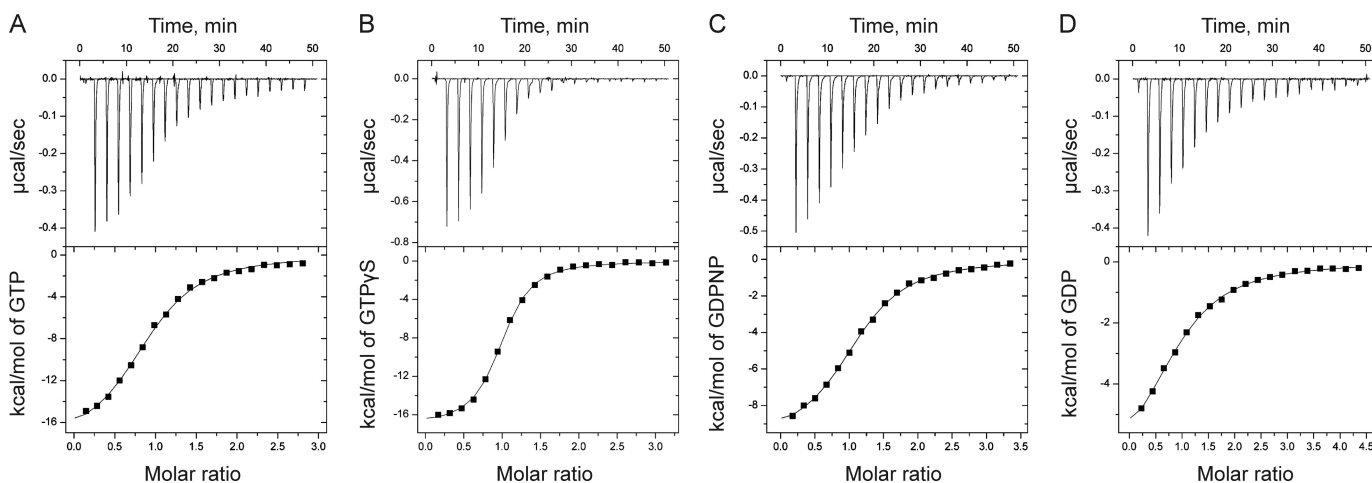 A
Time, min
0 10 20 30 40 50
µcal/sec
0.0
-0.1
-0.2
-0.3
-0.4
kcal/mol of GTP
0
-4
-8
-12
-16
0.0 0.5 1.0 1.5 2.0 2.5 3.0
Molar ratio
B
Time, min
0 10 20 30 40 50
µcal/sec
0.0
-0.2
-0.4
-0.6
-0.8
kcal/mol of GTPγS
0
-4
-8
-12
-16
0.0 0.5 1.0 1.5 2.0 2.5 3.0
Molar ratio
C
Time, min
0 10 20 30 40 50
µcal/sec
0.0
-0.1
-0.2
-0.3
-0.4
-0.5
kcal/mol of GDPNP
0
-2
-4
-6
-8
0.0 0.5 1.0 1.5 2.0 2.5 3.0 3.5
Molar ratio
D
Time, min
0 10 20 30 40 50
µcal/sec
0.0
-0.1
-0.2
-0.3
-0.4
kcal/mol of GDP
0
-2
-4
0.0 0.5 1.0 1.5 2.0 2.5 3.0 3.5 4.0 4.5
Molar ratio